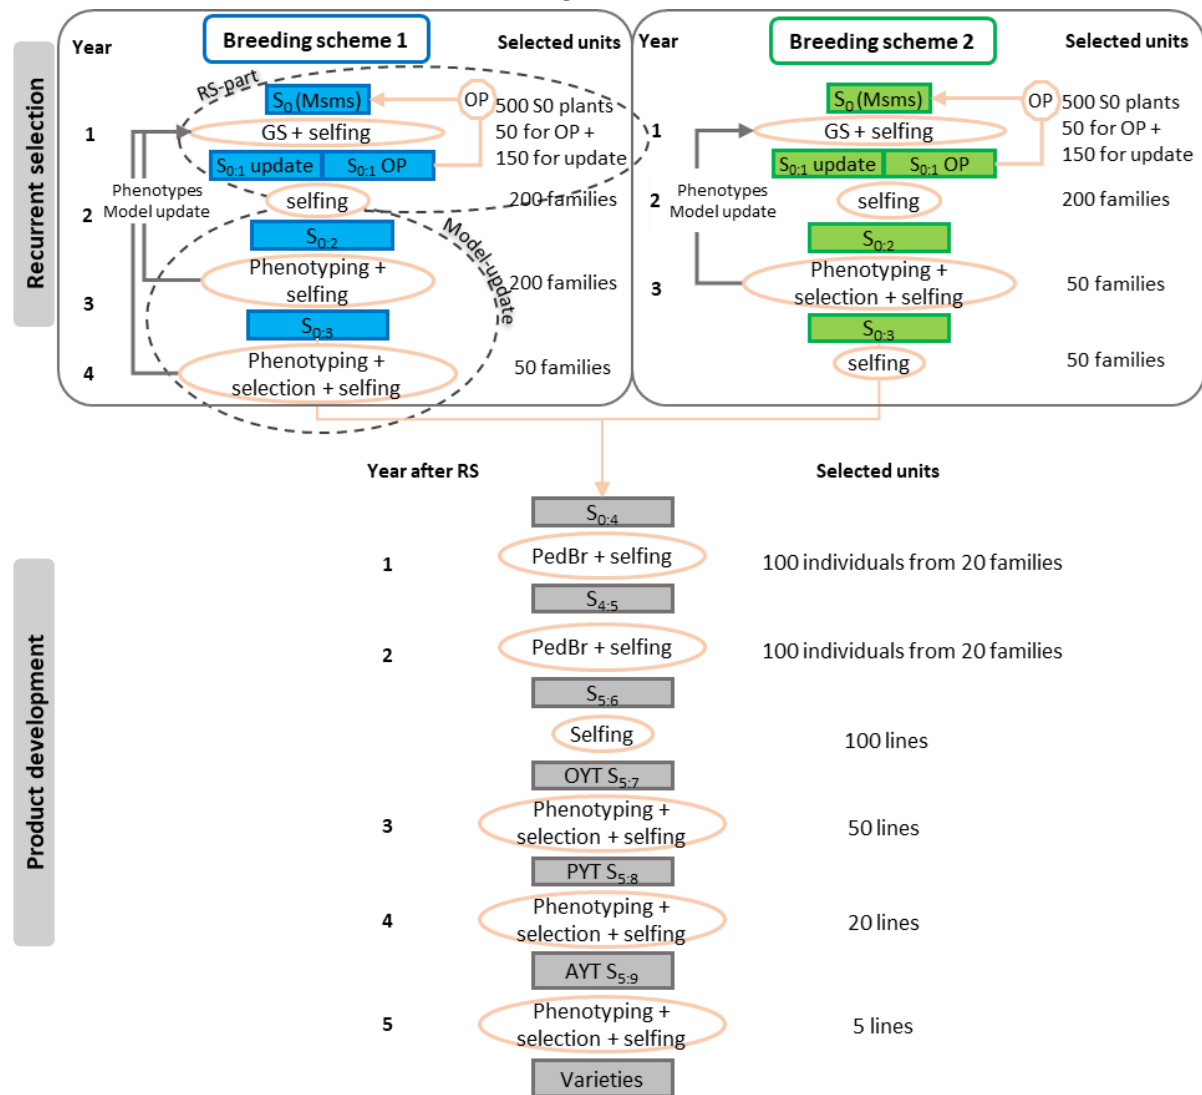 Year
Breeding scheme 1
Selected units
RS-part
S0 (Msms)
OP
500 S0 plants
1
GS + selfing
50 for OP +
150 for update
S0:1 update
S0:1 OP
Phenotypes
Model update
2
selfing
200 families
S0:2
Model-update
Phenotyping +
selfing
200 families
3
S0:3
4
Phenotyping +
selection + selfing
50 families
Year
Breeding scheme 2
Selected units
S0 (Msms)
OP
500 S0 plants
1
GS + selfing
50 for OP +
150 for update
S0:1 update
S0:1 OP
Phenotypes
Model update
2
selfing
200 families
S0:2
3
Phenotyping +
selection + selfing
50 families
S0:3
selfing
50 families
Recurrent selection
Year after RS
Selected units
S0:4
1
PedBr + selfing
100 individuals from 20 families
S4:5
2
PedBr + selfing
100 individuals from 20 families
S5:6
Selfing
100 lines
OYT S5:7
3
Phenotyping +
selection + selfing
50 lines
PYT S5:8
4
Phenotyping +
selection + selfing
20 lines
AYT S5:9
5
Phenotyping +
selection + selfing
5 lines
Varieties
Product development